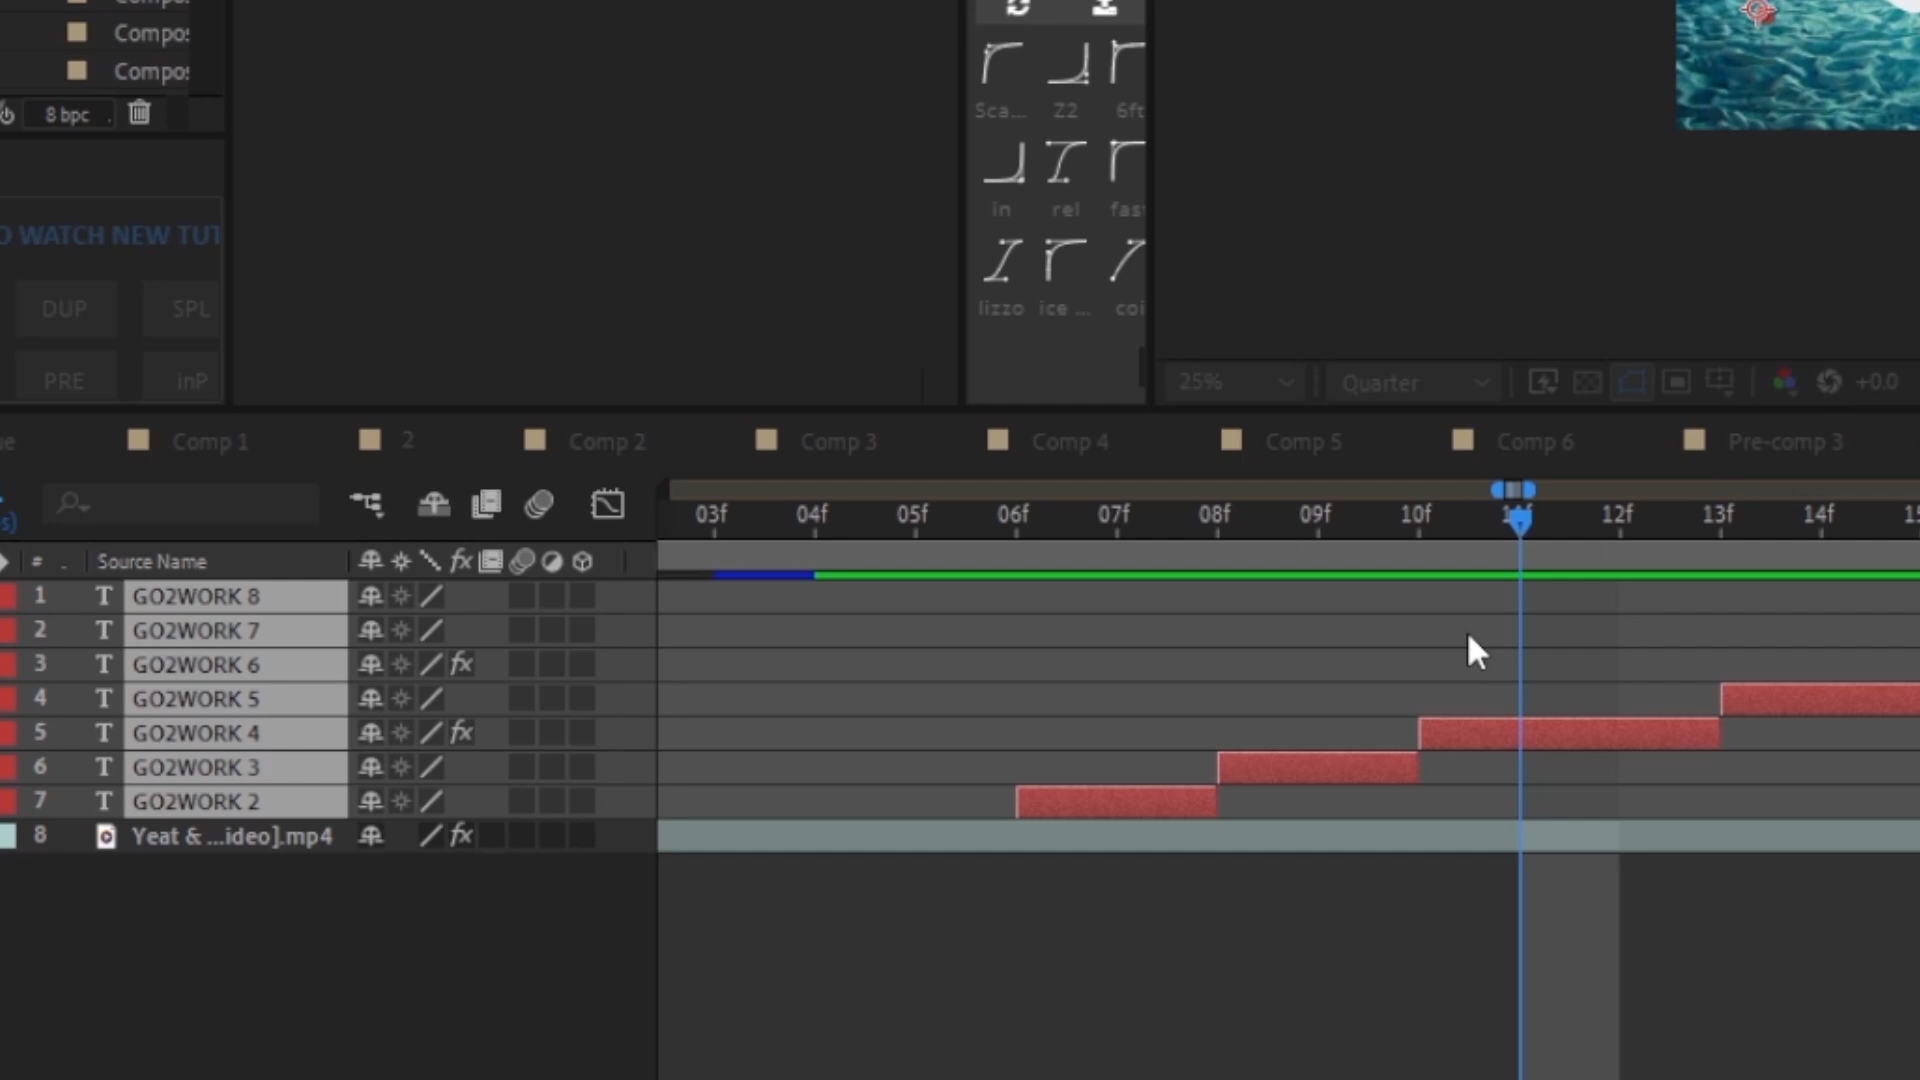 Compos
Compos
8 bpc
O WATCH NEW TUT
DUP SPL
PRE inP
Sca... Z2 6ft
in rel fas
lizzo ice ... coi
25% Quarter +0.0
Comp 1 2 Comp 2 Comp 3 Comp 4 Comp 5 Comp 6 Pre-comp 3
s)
03f 04f 05f 06f 07f 08f 09f 10f 12f 13f 14f 15
# . Source Name fx
1 T GO2WORK 8
2 T GO2WORK 7
3 T GO2WORK 6 fx
4 T GO2WORK 5
5 T GO2WORK 4 fx
6 T GO2WORK 3
7 T GO2WORK 2
8 Yeat & ...ideo].mp4 fx